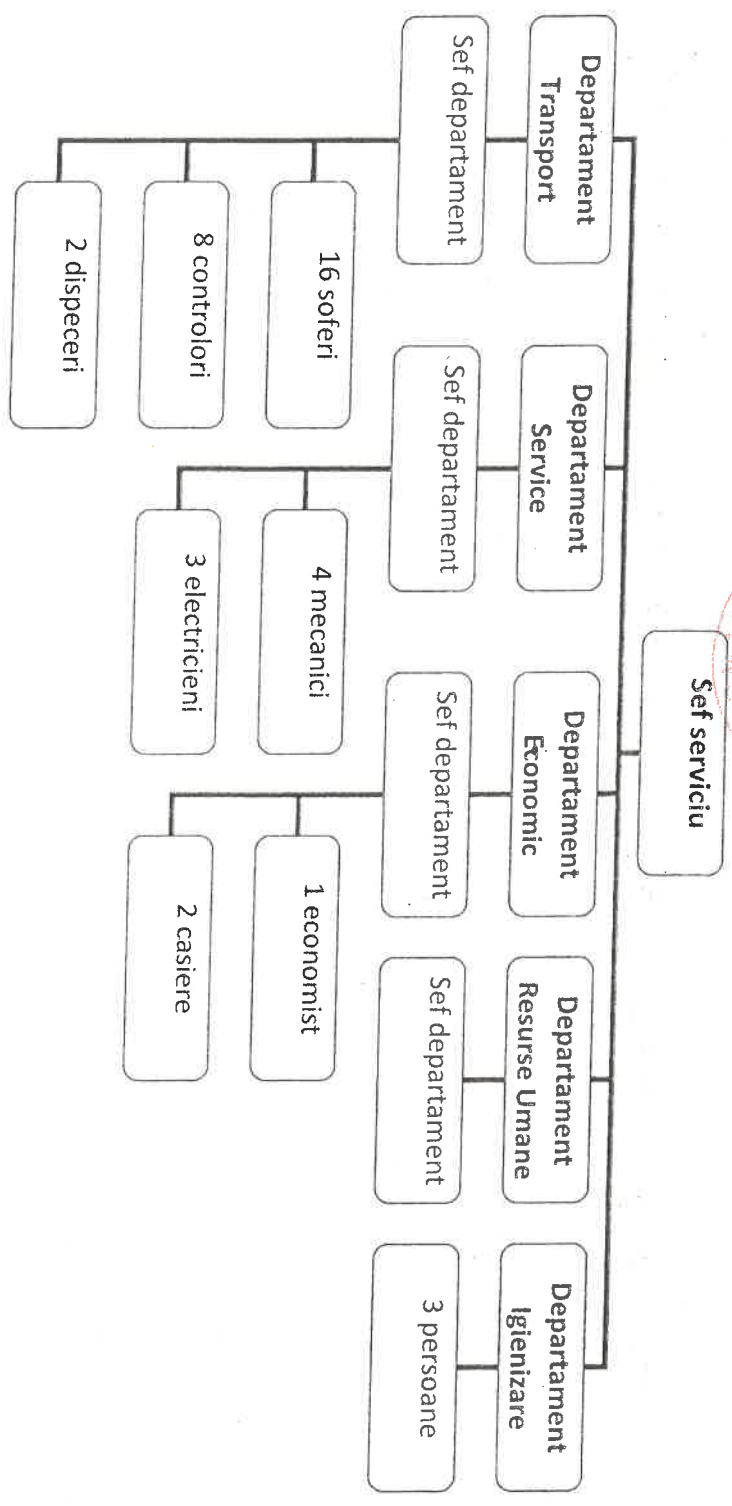 Sef serviciu
Departament
Transport
Sef departament
16 soferi
8 controlori
2 dispeceri
Departament
Service
Sef departament
4 mecanici
3 electricieni
Departament
Economic
Sef departament
1 economist
2 casiere
Departament
Resurse Umane
Sef departament
Departament
Igienizare
3 persoane